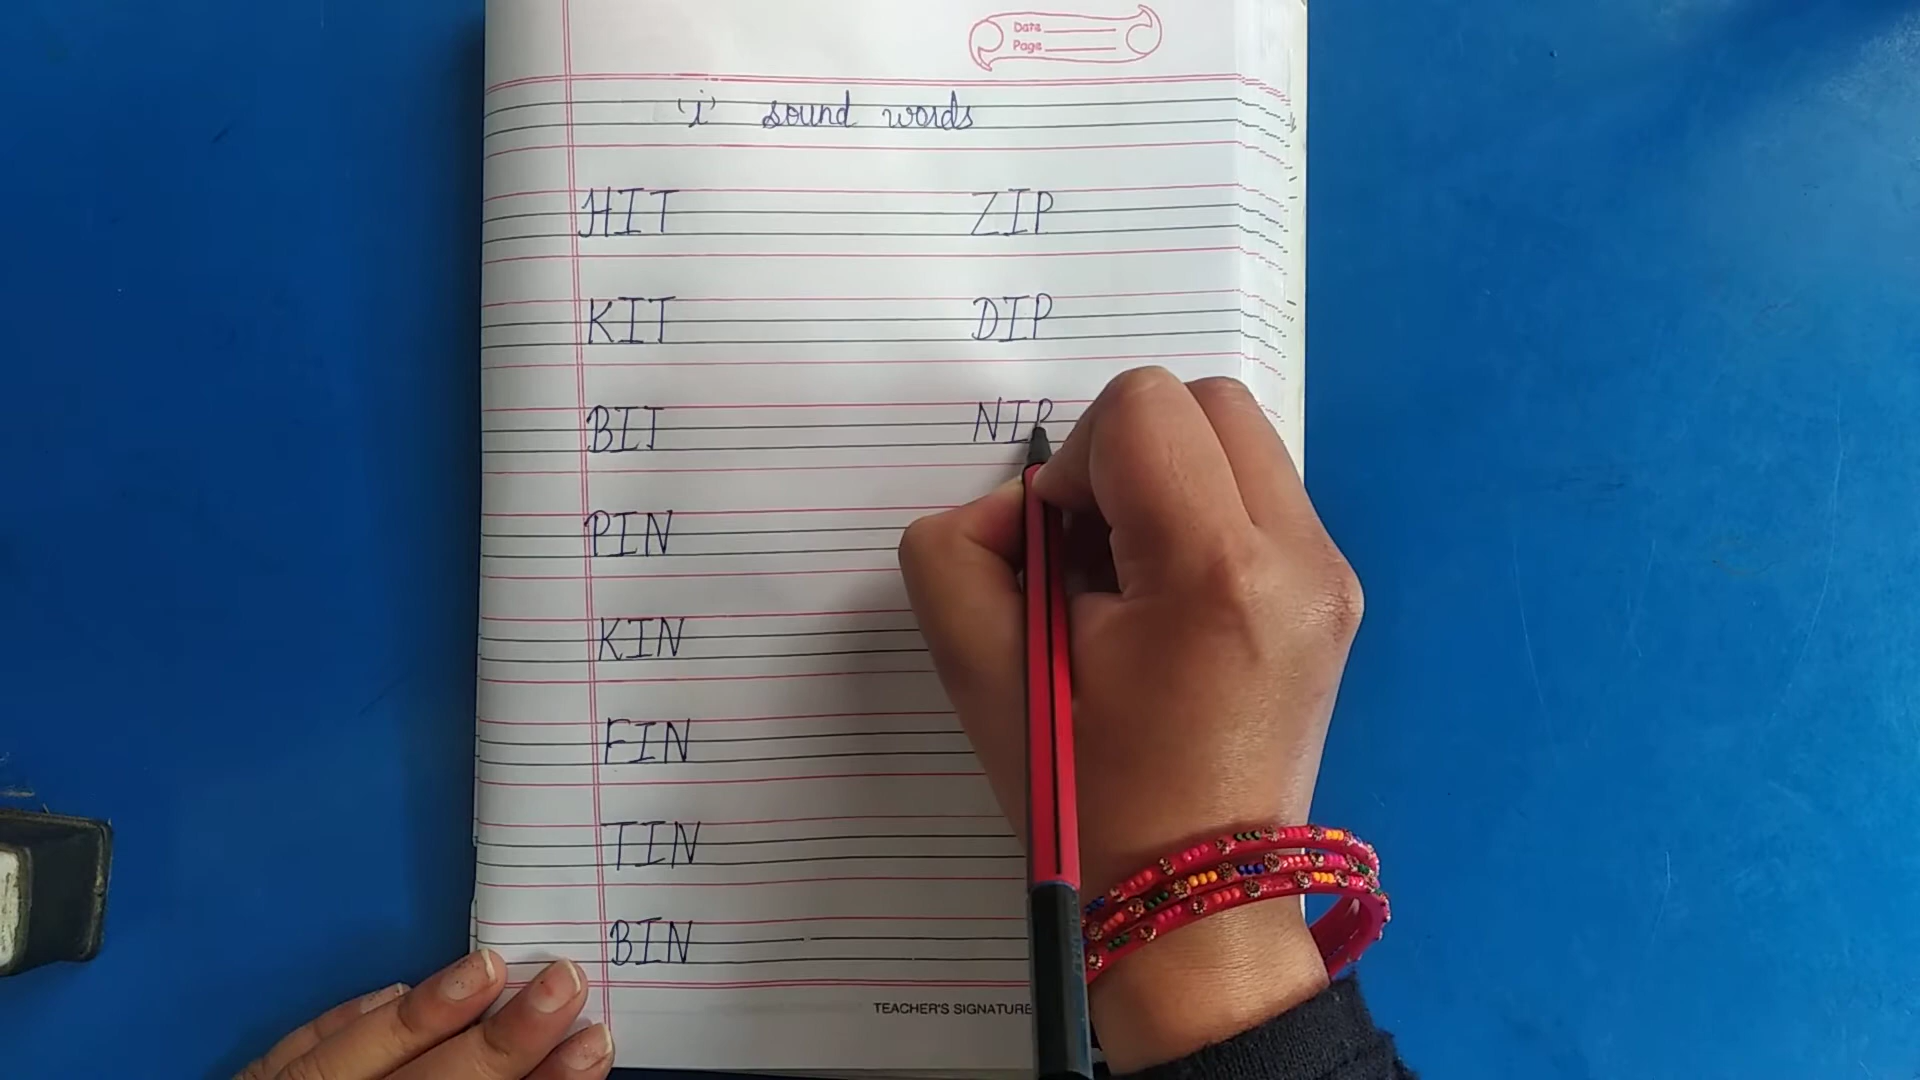 Date
Page
'i' sound words
HIT ZIP
KIT DIP
BIT NIP
PIN
KIN
FIN
TIN
BIN
TEACHER'S SIGNATURE